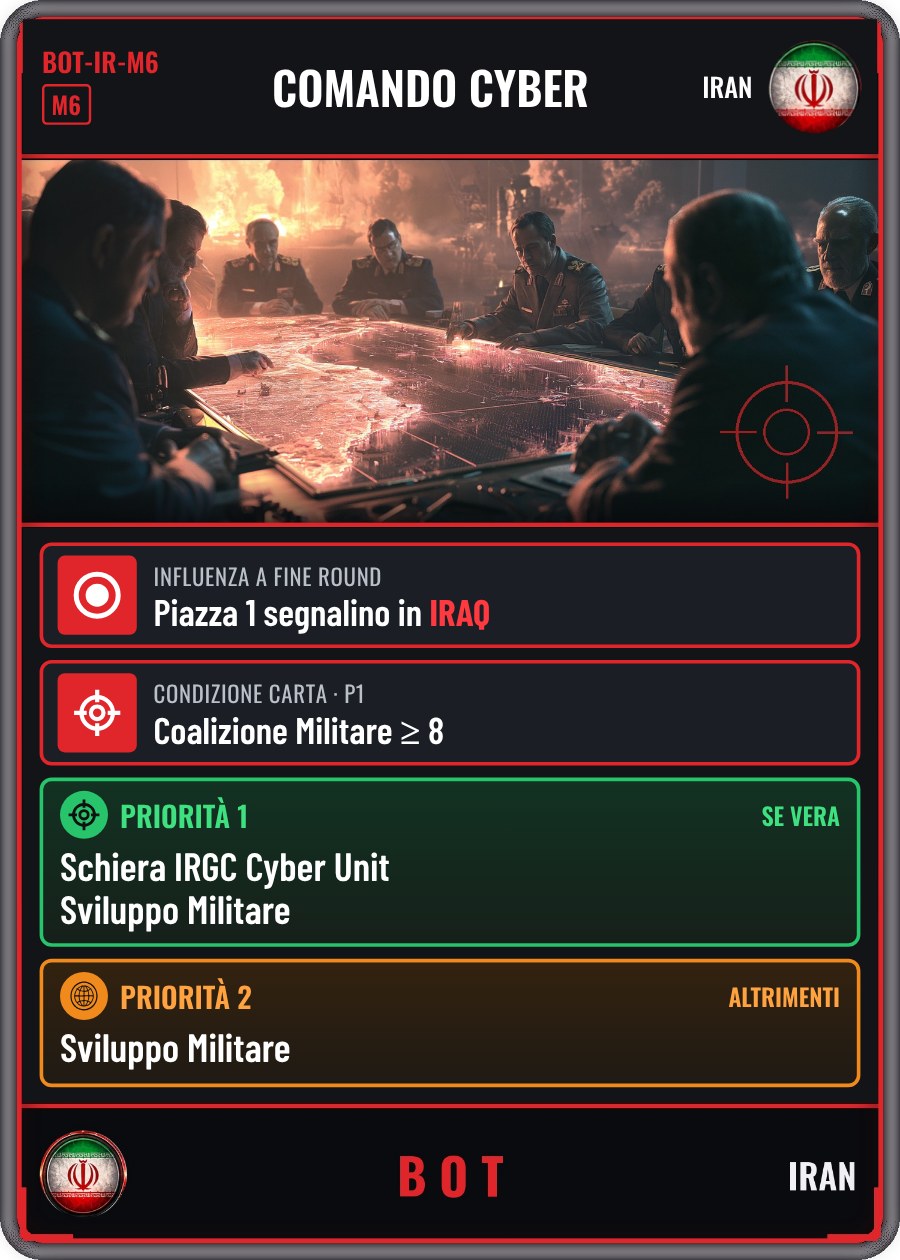 BOT-IR-M6
M6
COMANDO CYBER
IRAN
INFLUENZA A FINE ROUND
Piazza 1 segnalino in IRAQ
CONDIZIONE CARTA · P1
Coalizione Militare ≥ 8
PRIORITÀ 1
SE VERA
Schiera IRGC Cyber Unit
Sviluppo Militare
PRIORITÀ 2
ALTRIMENTI
Sviluppo Militare
BOT
IRAN